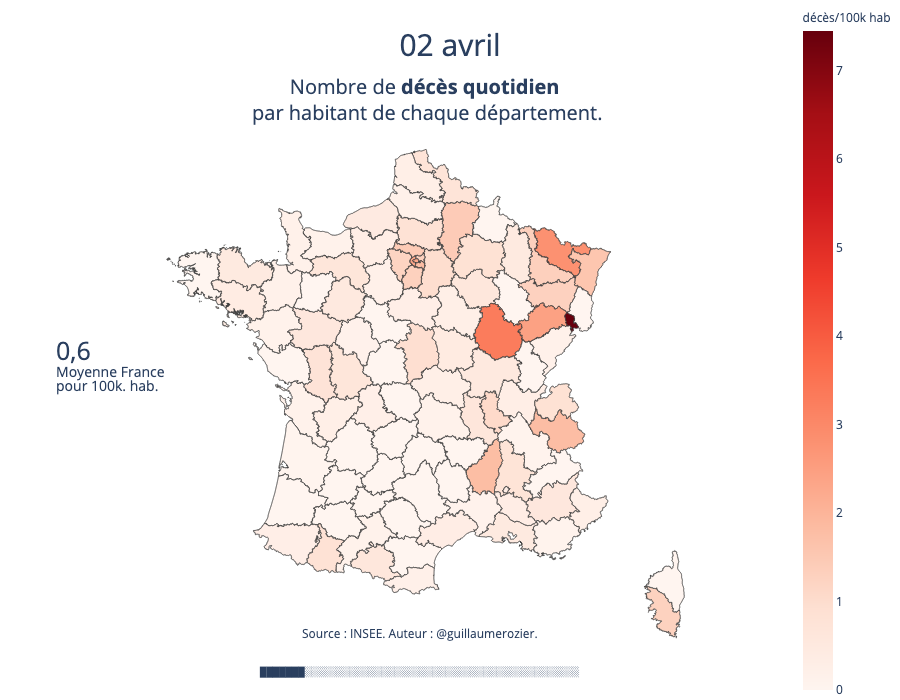 décès/100k hab
02 avril
Nombre de décès quotidien
par habitant de chaque département.
7
6
5
4
3
2
1
0
0,6
Moyenne France
pour 100k. hab.
Source : INSEE. Auteur : @guillaumerozier.